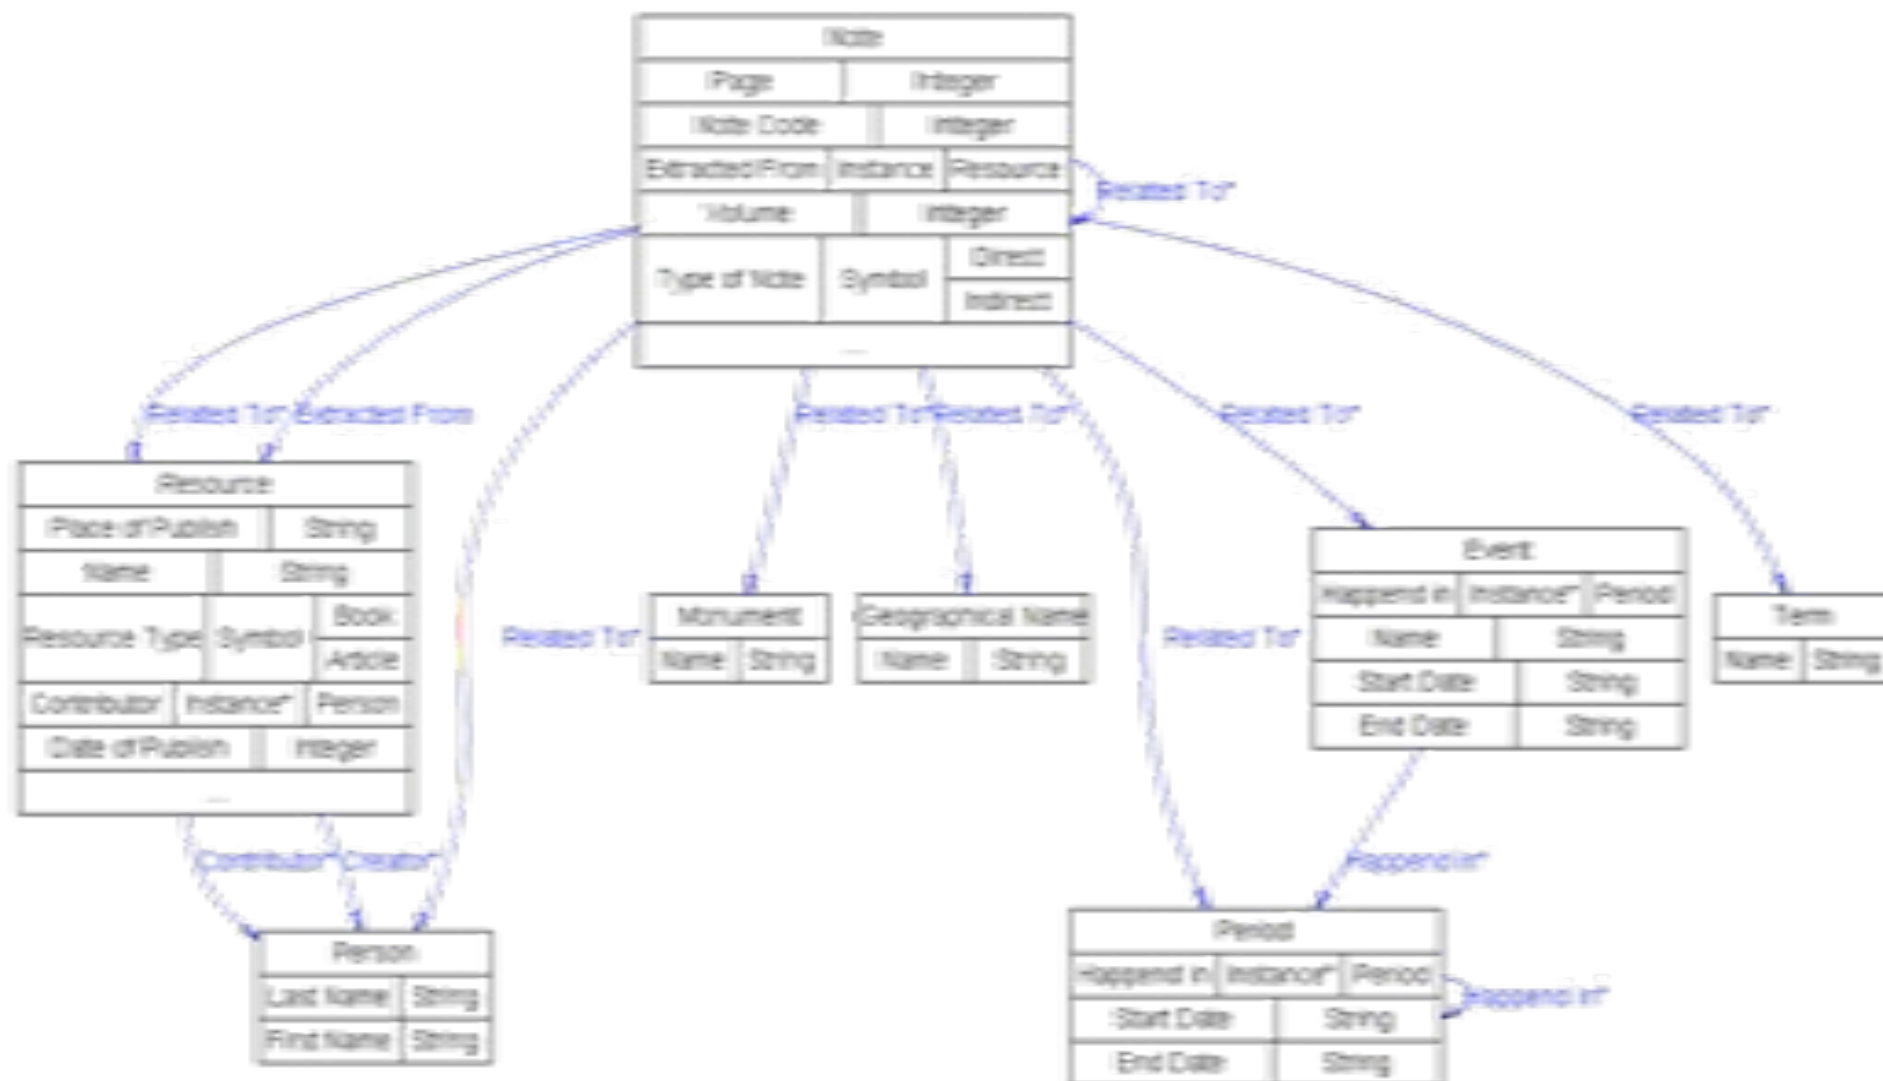 Note
Page Integer
Note Code Integer
Extracted From Instance Resource
Related To*
Volume Integer
Type of Note Symbol Direct
Indirect
Related To* Extracted From Related To* Related To* Related To* Related To*
Resource
Place of Publish String
Name String
Resource Type Symbol Book
Article
Contributor Instance* Person
Date of Publish Integer
Related To*
Monument
Name String
Geographical Name
Name String
Related To*
Event
Happend in Instance* Period
Name String
Start Date String
End Date String
Term
Name String
Contributor* Creator*
Happend in*
Person
Last Name String
First Name String
Period
Happend in Instance* Period
Happend in*
Start Date String
End Date String